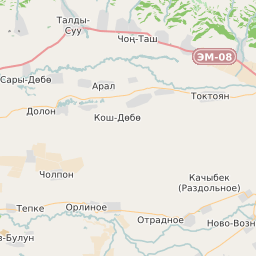 Талды-
Суу
Чоң-Таш
ЭМ-08
Сары-Дөбө
Арал
Токтоян
Долон
Кош-Дөбө
Чолпон
Качыбек
(Раздольное)
Тепке
Орлиное
Отрадное
Ново-Возн
в-Булун